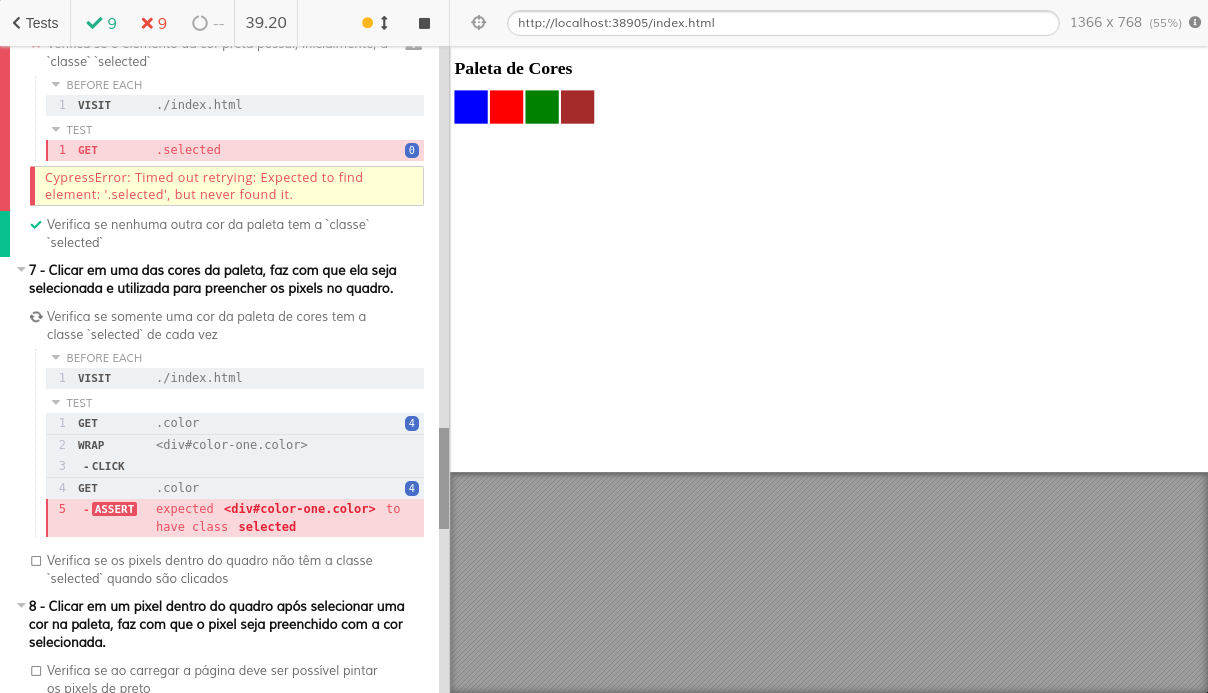 Tests
9
9
--
39.20
http://localhost:38905/index.html
1366 x 768 (55%)
Verifica se o elemento da cor preta possui, inicialmente, a
`classe` `selected`
BEFORE EACH
1 VISIT ./index.html
TEST
1 GET .selected 0
CypressError: Timed out retrying: Expected to find
element: '.selected', but never found it.
Verifica se nenhuma outra cor da paleta tem a `classe`
`selected`
7 - Clicar em uma das cores da paleta, faz com que ela seja
selecionada e utilizada para preencher os pixels no quadro.
Verifica se somente uma cor da paleta de cores tem a
classe `selected` de cada vez
BEFORE EACH
1 VISIT ./index.html
TEST
1 GET .color 4
2 WRAP <div#color-one.color>
3 - CLICK
4 GET .color 4
5 - ASSERT expected <div#color-one.color> to
have class selected
Verifica se os pixels dentro do quadro não têm a classe
`selected` quando são clicados
8 - Clicar em um pixel dentro do quadro após selecionar uma
cor na paleta, faz com que o pixel seja preenchido com a cor
selecionada.
Verifica se ao carregar a página deve ser possível pintar
os pixels de preto
Paleta de Cores